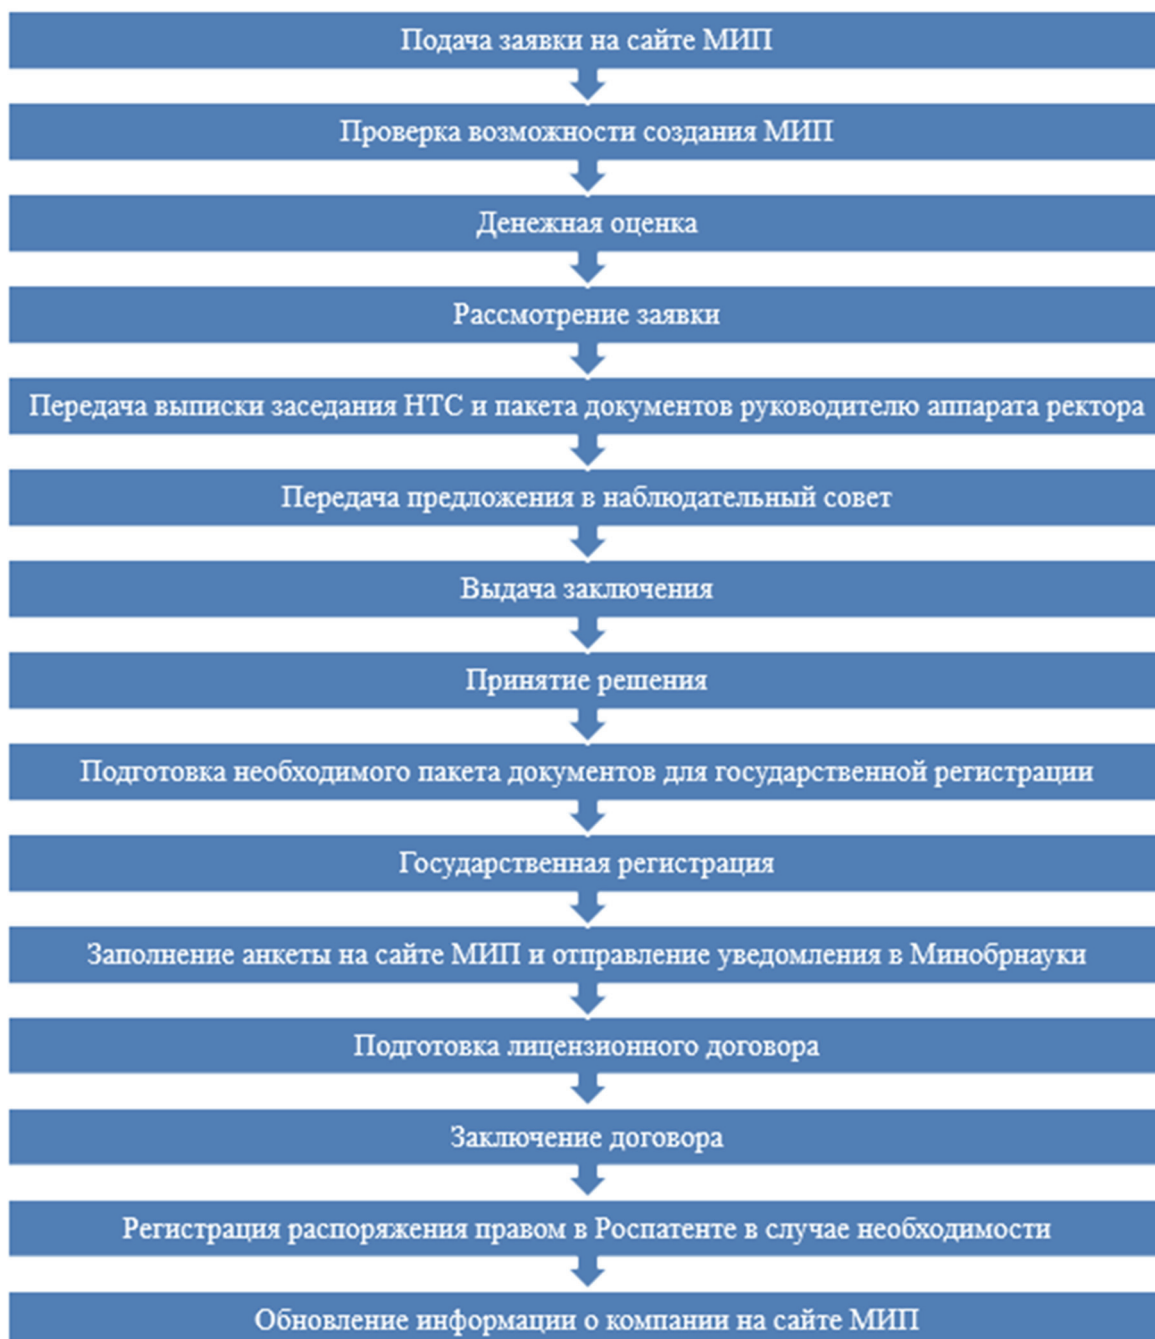 Подача заявки на сайте МИП
Проверка возможности создания МИП
Денежная оценка
Рассмотрение заявки
Передача выписки заседания НТС и пакета документов руководителю аппарата ректора
Передача предложения в наблюдательный совет
Выдача заключения
Принятие решения
Подготовка необходимого пакета документов для государственной регистрации
Государственная регистрация
Заполнение анкеты на сайте МИП и отправление уведомления в Минобрнауки
Подготовка лицензионного договора
Заключение договора
Регистрация распоряжения правом в Роспатенте в случае необходимости
Обновление информации о компании на сайте МИП